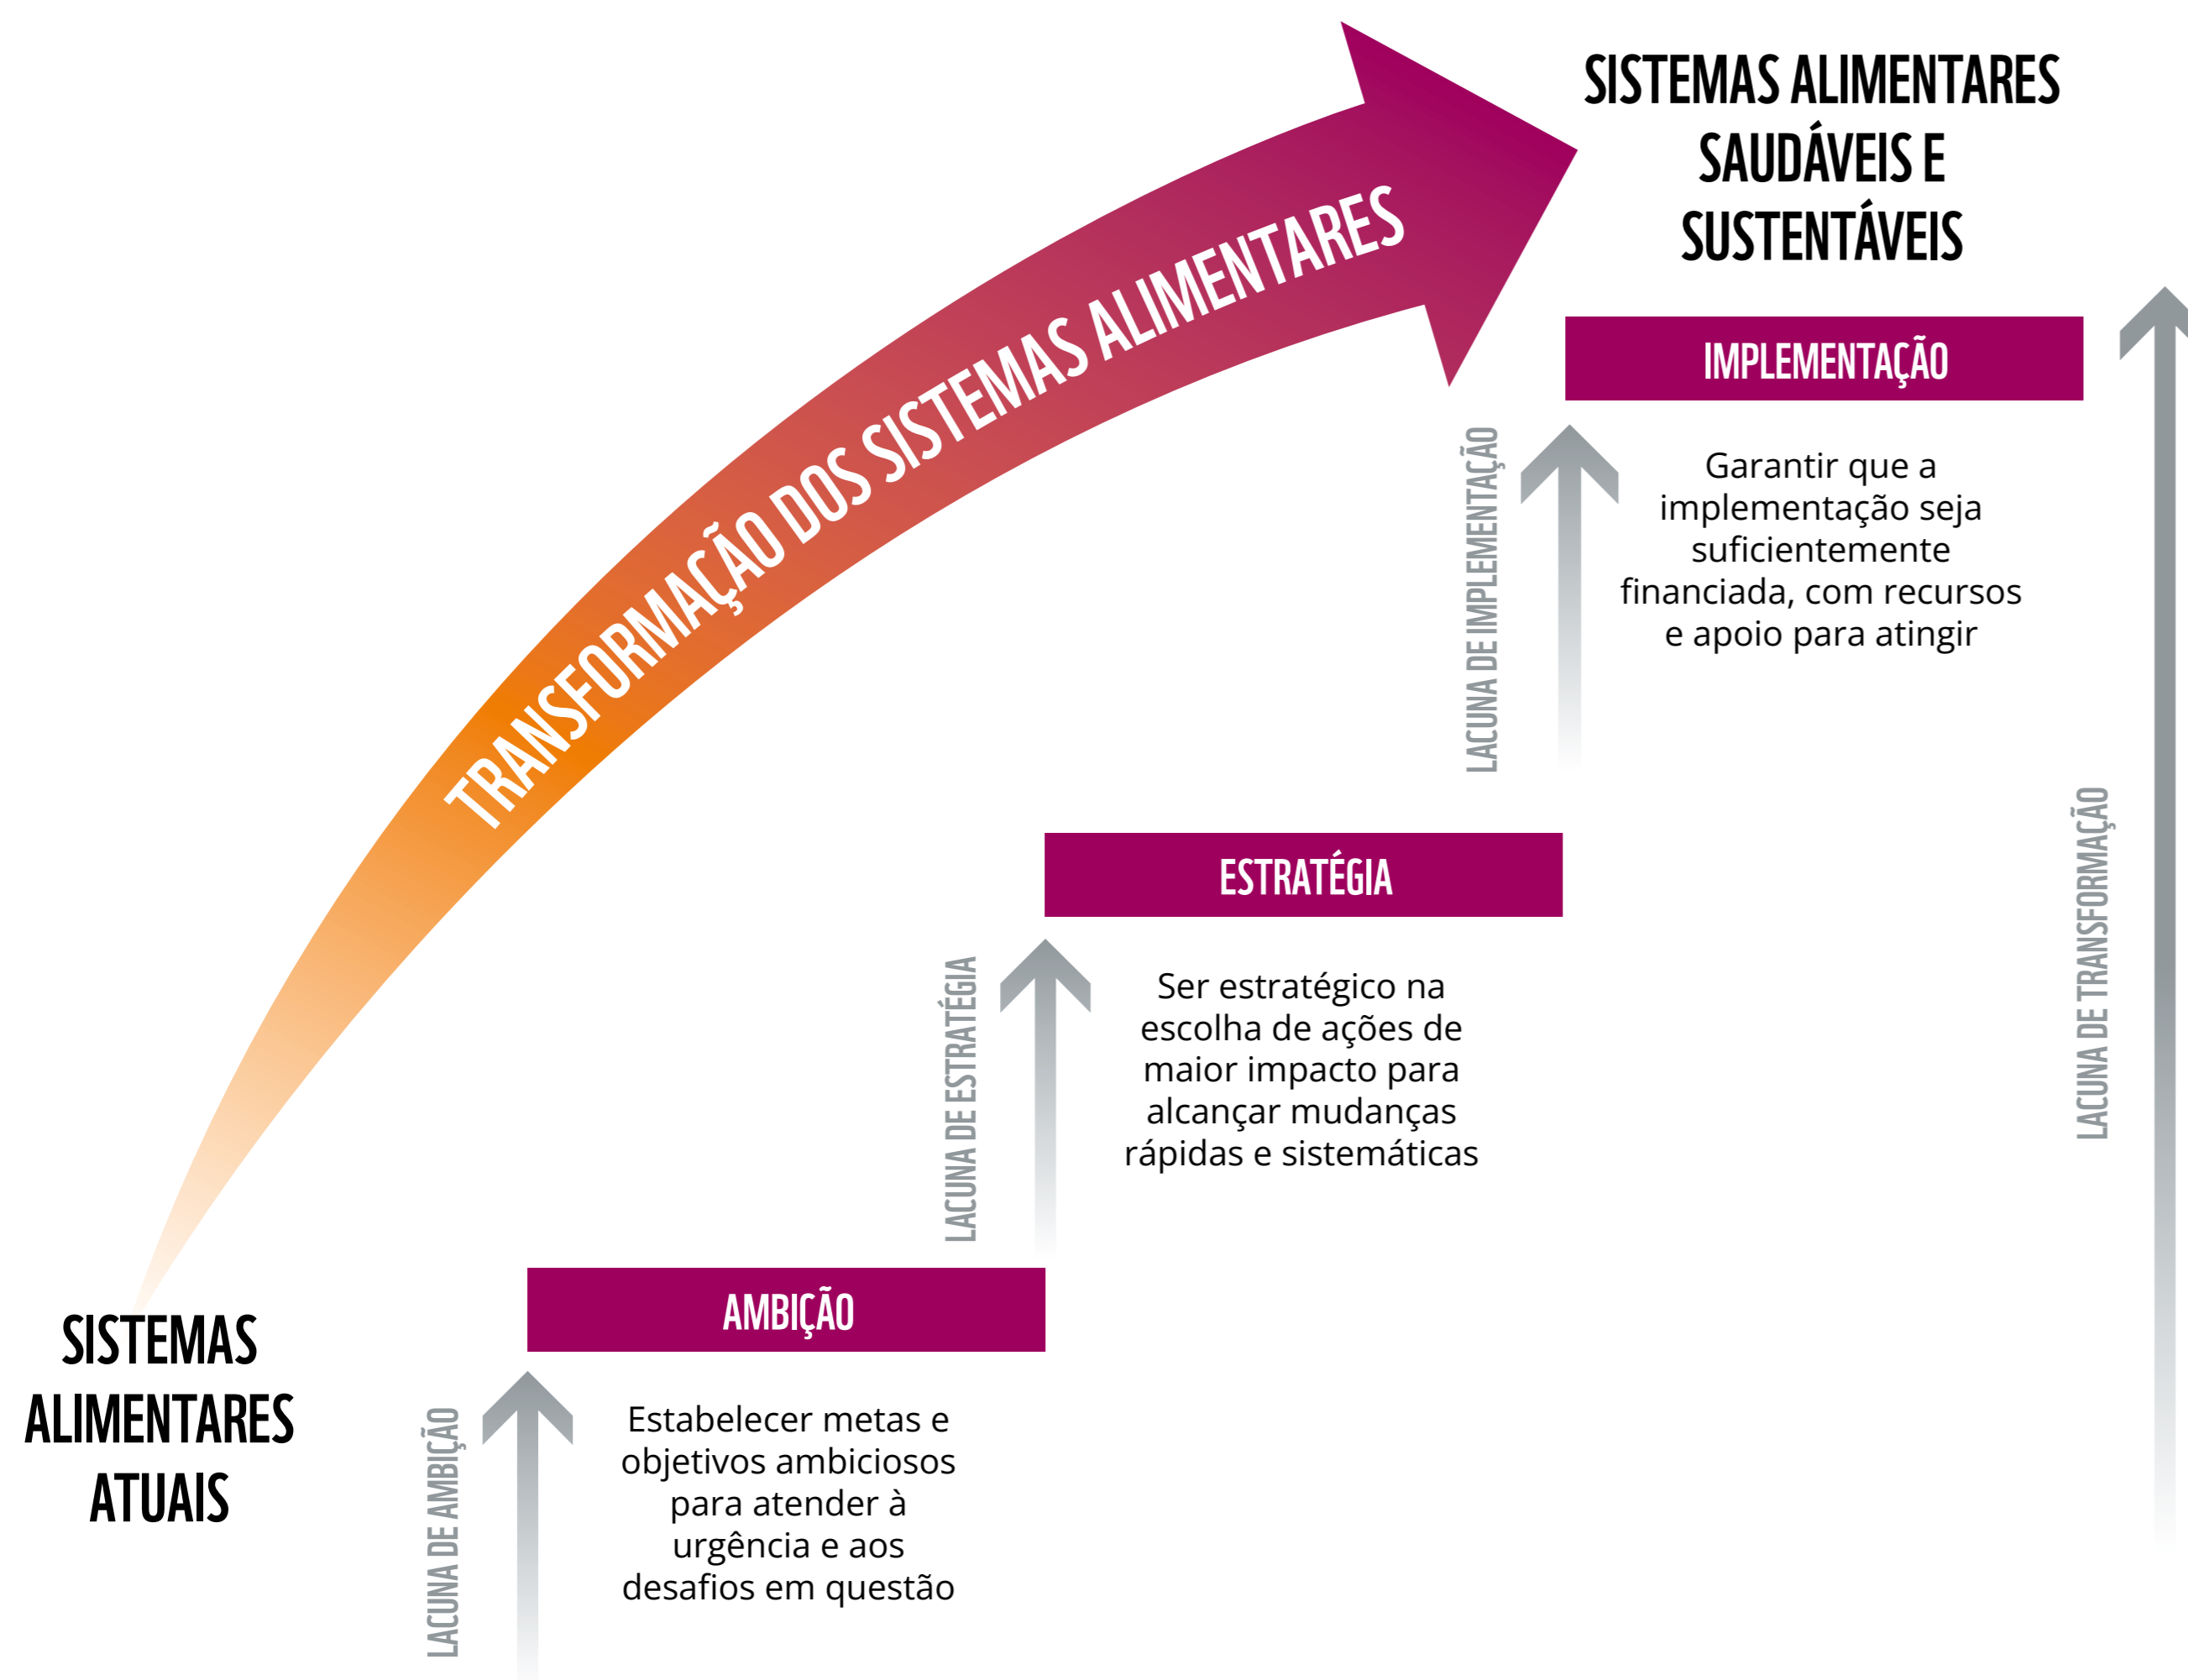 SISTEMAS ALIMENTARES
SAUDÁVEIS E
SUSTENTÁVEIS
TRANSFORMAÇÃO DOS SISTEMAS ALIMENTARES
IMPLEMENTAÇÃO
LACUNA DE IMPLEMENTAÇÃO
Garantir que a
implementação seja
suficientemente
financiada, com recursos
e apoio para atingir
LACUNA DE TRANSFORMAÇÃO
ESTRATÉGIA
LACUNA DE ESTRATÉGIA
Ser estratégico na
escolha de ações de
maior impacto para
alcançar mudanças
rápidas e sistemáticas
AMBIÇÃO
LACUNA DE AMBIÇÃO
Estabelecer metas e
objetivos ambiciosos
para atender à
urgência e aos
desafios em questão
SISTEMAS
ALIMENTARES
ATUAIS